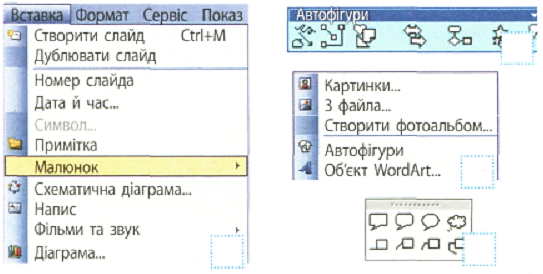 Вставка Формат Сервіс Показ
Створити слайд Ctrl+M
Дублювати слайд
Номер слайда
Дата й час...
Символ...
Примітка
Малюнок
Схематична діаграма...
Напис
Фільми та звук
Діаграма...
Автофігури
Картинки...
З файла...
Створити фотоальбом...
Автофігури
Об'єкт WordArt...